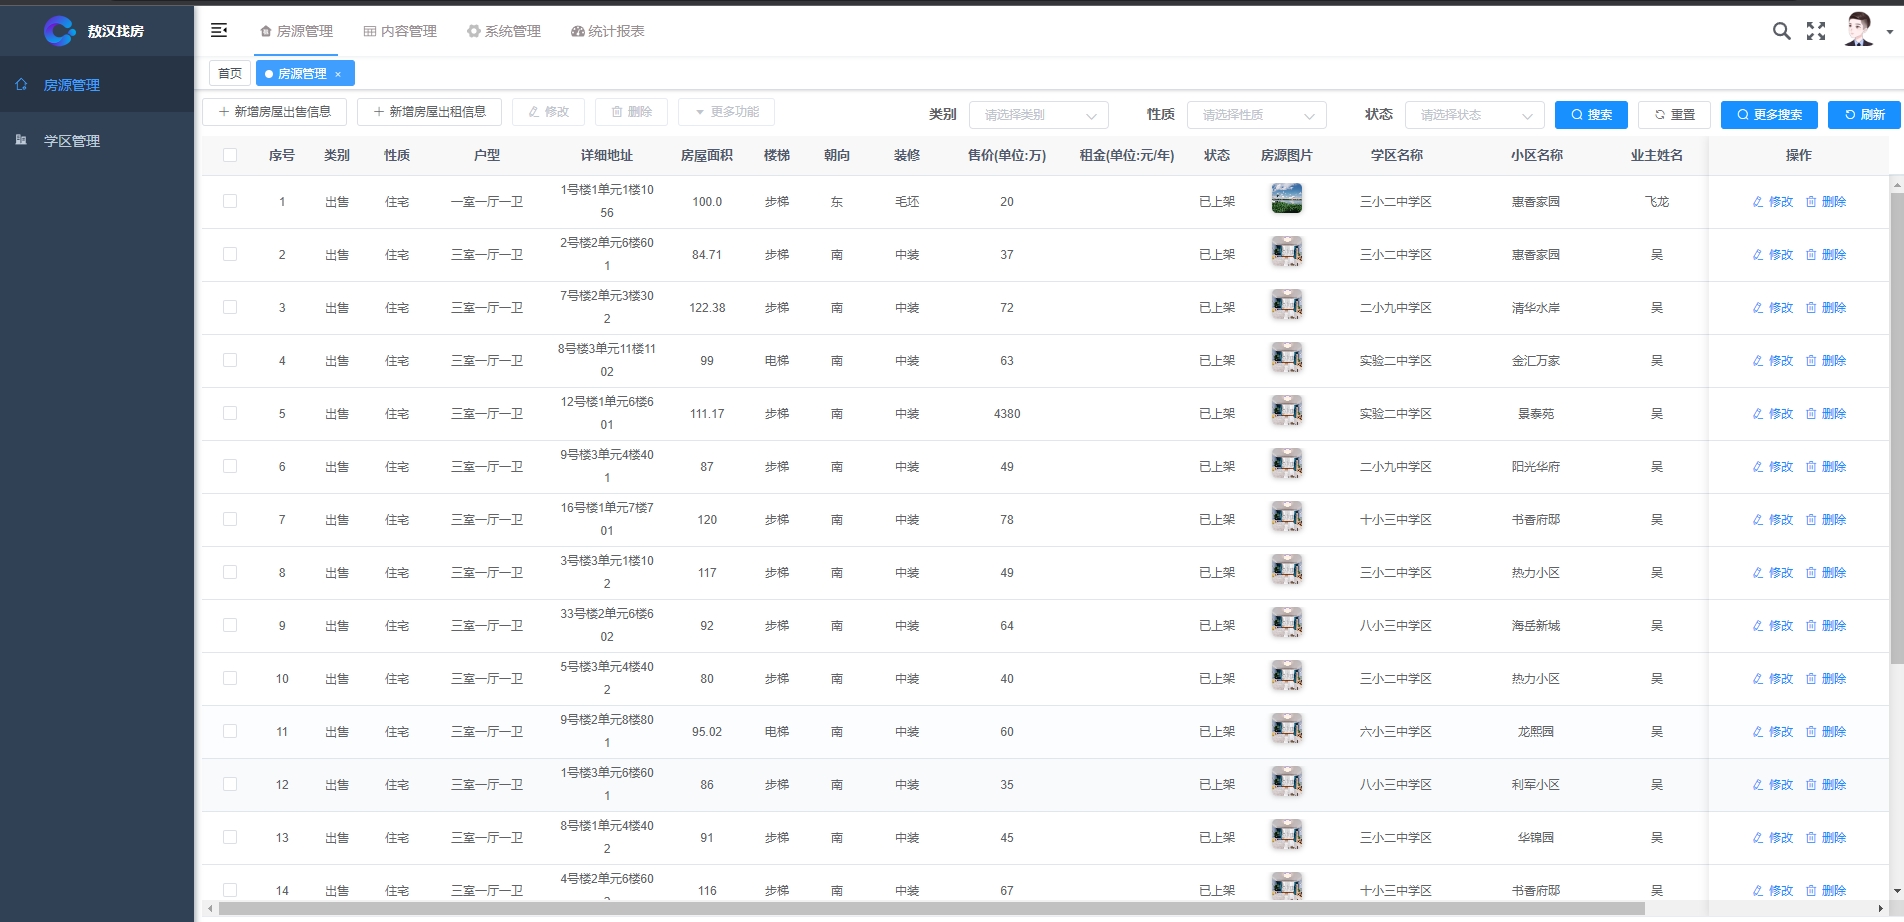 敖汉找房
房源管理
内容管理
系统管理
统计报表
房源管理
学区管理
首页
房源管理 ×
新增房屋出售信息
新增房屋出租信息
修改
删除
更多功能
类别 请选择类别
性质 请选择性质
状态 请选择状态
搜索
重置
更多搜索
刷新
序号 类别 性质 户型 详细地址 房屋面积 楼梯 朝向 装修 售价(单位:万) 租金(单位:元/年) 状态 房源图片 学区名称 小区名称 业主姓名 操作
1 出售 住宅 一室一厅一卫 1号楼1单元1楼1056 100.0 步梯 东 毛坯 20 已上架 三小二中学区 惠香家园 飞龙 修改 删除
2 出售 住宅 三室一厅一卫 2号楼2单元6楼601 84.71 步梯 南 中装 37 已上架 三小二中学区 惠香家园 吴 修改 删除
3 出售 住宅 三室一厅一卫 7号楼2单元3楼302 122.38 步梯 南 中装 72 已上架 二小九中学区 清华水岸 吴 修改 删除
4 出售 住宅 三室一厅一卫 8号楼3单元11楼1102 99 电梯 南 中装 63 已上架 实验二中学区 金汇万家 吴 修改 删除
5 出售 住宅 三室一厅一卫 12号楼1单元6楼601 111.17 步梯 南 中装 4380 已上架 实验二中学区 景泰苑 吴 修改 删除
6 出售 住宅 三室一厅一卫 9号楼3单元4楼401 87 步梯 南 中装 49 已上架 二小九中学区 阳光华府 吴 修改 删除
7 出售 住宅 三室一厅一卫 16号楼1单元7楼701 120 步梯 南 中装 78 已上架 十小三中学区 书香府邸 吴 修改 删除
8 出售 住宅 三室一厅一卫 3号楼3单元1楼102 117 步梯 南 中装 49 已上架 三小二中学区 热力小区 吴 修改 删除
9 出售 住宅 三室一厅一卫 33号楼2单元6楼602 92 步梯 南 中装 64 已上架 八小三中学区 海岳新城 吴 修改 删除
10 出售 住宅 三室一厅一卫 5号楼3单元4楼402 80 步梯 南 中装 40 已上架 三小二中学区 热力小区 吴 修改 删除
11 出售 住宅 三室一厅一卫 9号楼2单元8楼801 95.02 电梯 南 中装 60 已上架 六小三中学区 龙熙园 吴 修改 删除
12 出售 住宅 三室一厅一卫 1号楼3单元6楼601 86 步梯 南 中装 35 已上架 八小三中学区 利军小区 吴 修改 删除
13 出售 住宅 三室一厅一卫 8号楼1单元4楼402 91 步梯 南 中装 45 已上架 三小二中学区 华锦园 吴 修改 删除
14 出售 住宅 三室一厅一卫 4号楼2单元6楼60 116 步梯 南 中装 67 已上架 十小三中学区 书香府邸 吴 修改 删除